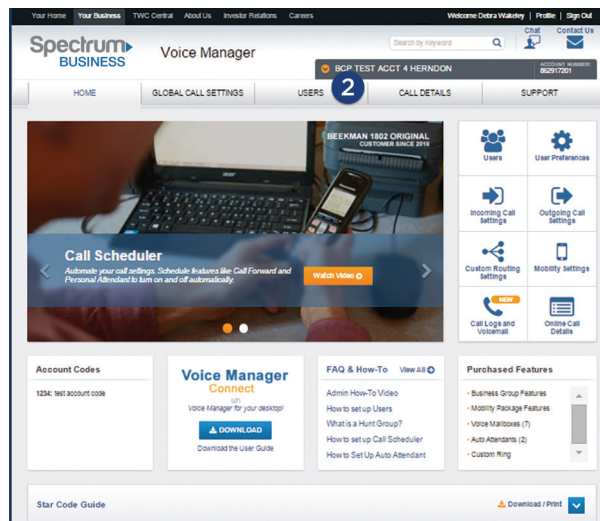 Your Home Your Business TWC Central About Us Investor Relations Careers Welcome Debra Wakeley | Profile | Sign Out
Spectrum
BUSINESS
Voice Manager
Search by Keyword
Chat
Contact Us
BCP TEST ACCT 4 HERNDON
ACCOUNT NUMBER:
862917201
HOME
GLOBAL CALL SETTINGS
USERS
2
CALL DETAILS
SUPPORT
BEEKMAN 1802 ORIGINAL
CUSTOMER SINCE 2010
acer
Call Scheduler
Automate your call settings. Schedule features like Call Forward and
Personal Attendant to turn on and off automatically.
Watch Video
Users
User Preferences
Incoming Call
Settings
Outgoing Call
Settings
Custom Routing
Settings
Mobility Settings
NEW
Call Logs and
Voicemail
Online Call
Details
Account Codes
1234: test account code
Voice Manager
Connect
Voice Manager for your desktop!
DOWNLOAD
Download the User Guide
FAQ & How-To View All
Admin How-To Video
How to set up Users
What is a Hunt Group?
How to set up Call Scheduler
How to Set Up Auto Attendant
Purchased Features
• Business Group Features
• Mobility Package Features
• Voice Mailboxes (7)
• Auto Attendants (2)
• Custom Ring
Star Code Guide
Download / Print